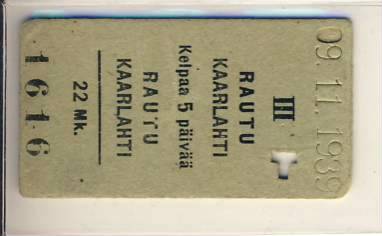 09. 11. 1939
III
RAUTU
KAARLAHTI
Kelpaa 5 päivää
RAUTU
KAARLAHTI
22 Mk.
1616